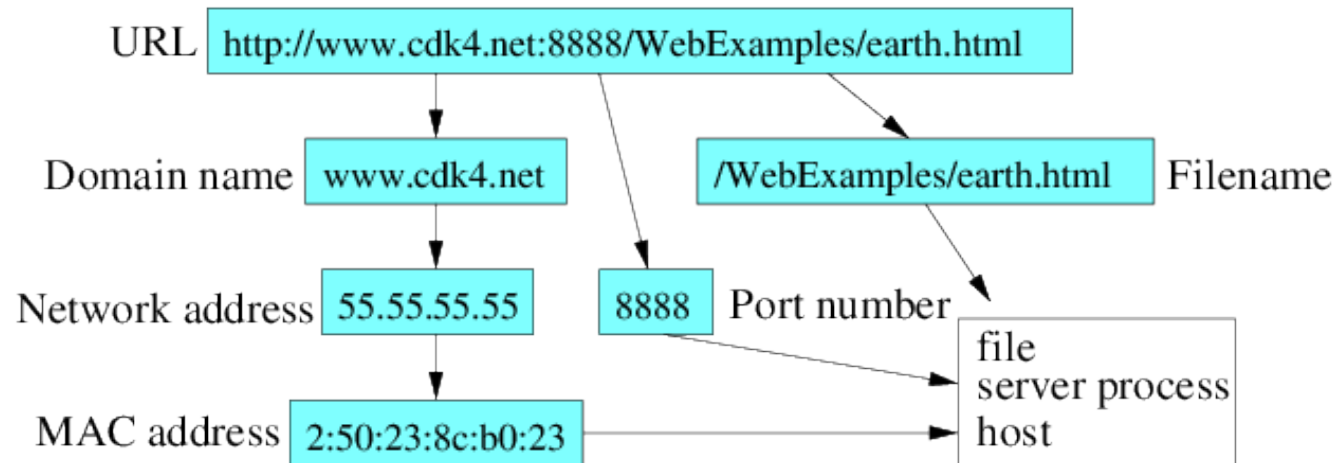 URL http://www.cdk4.net:8888/WebExamples/earth.html
Domain name www.cdk4.net /WebExamples/earth.html Filename
Network address 55.55.55.55 8888 Port number
file
server process
MAC address 2:50:23:8c:b0:23 host